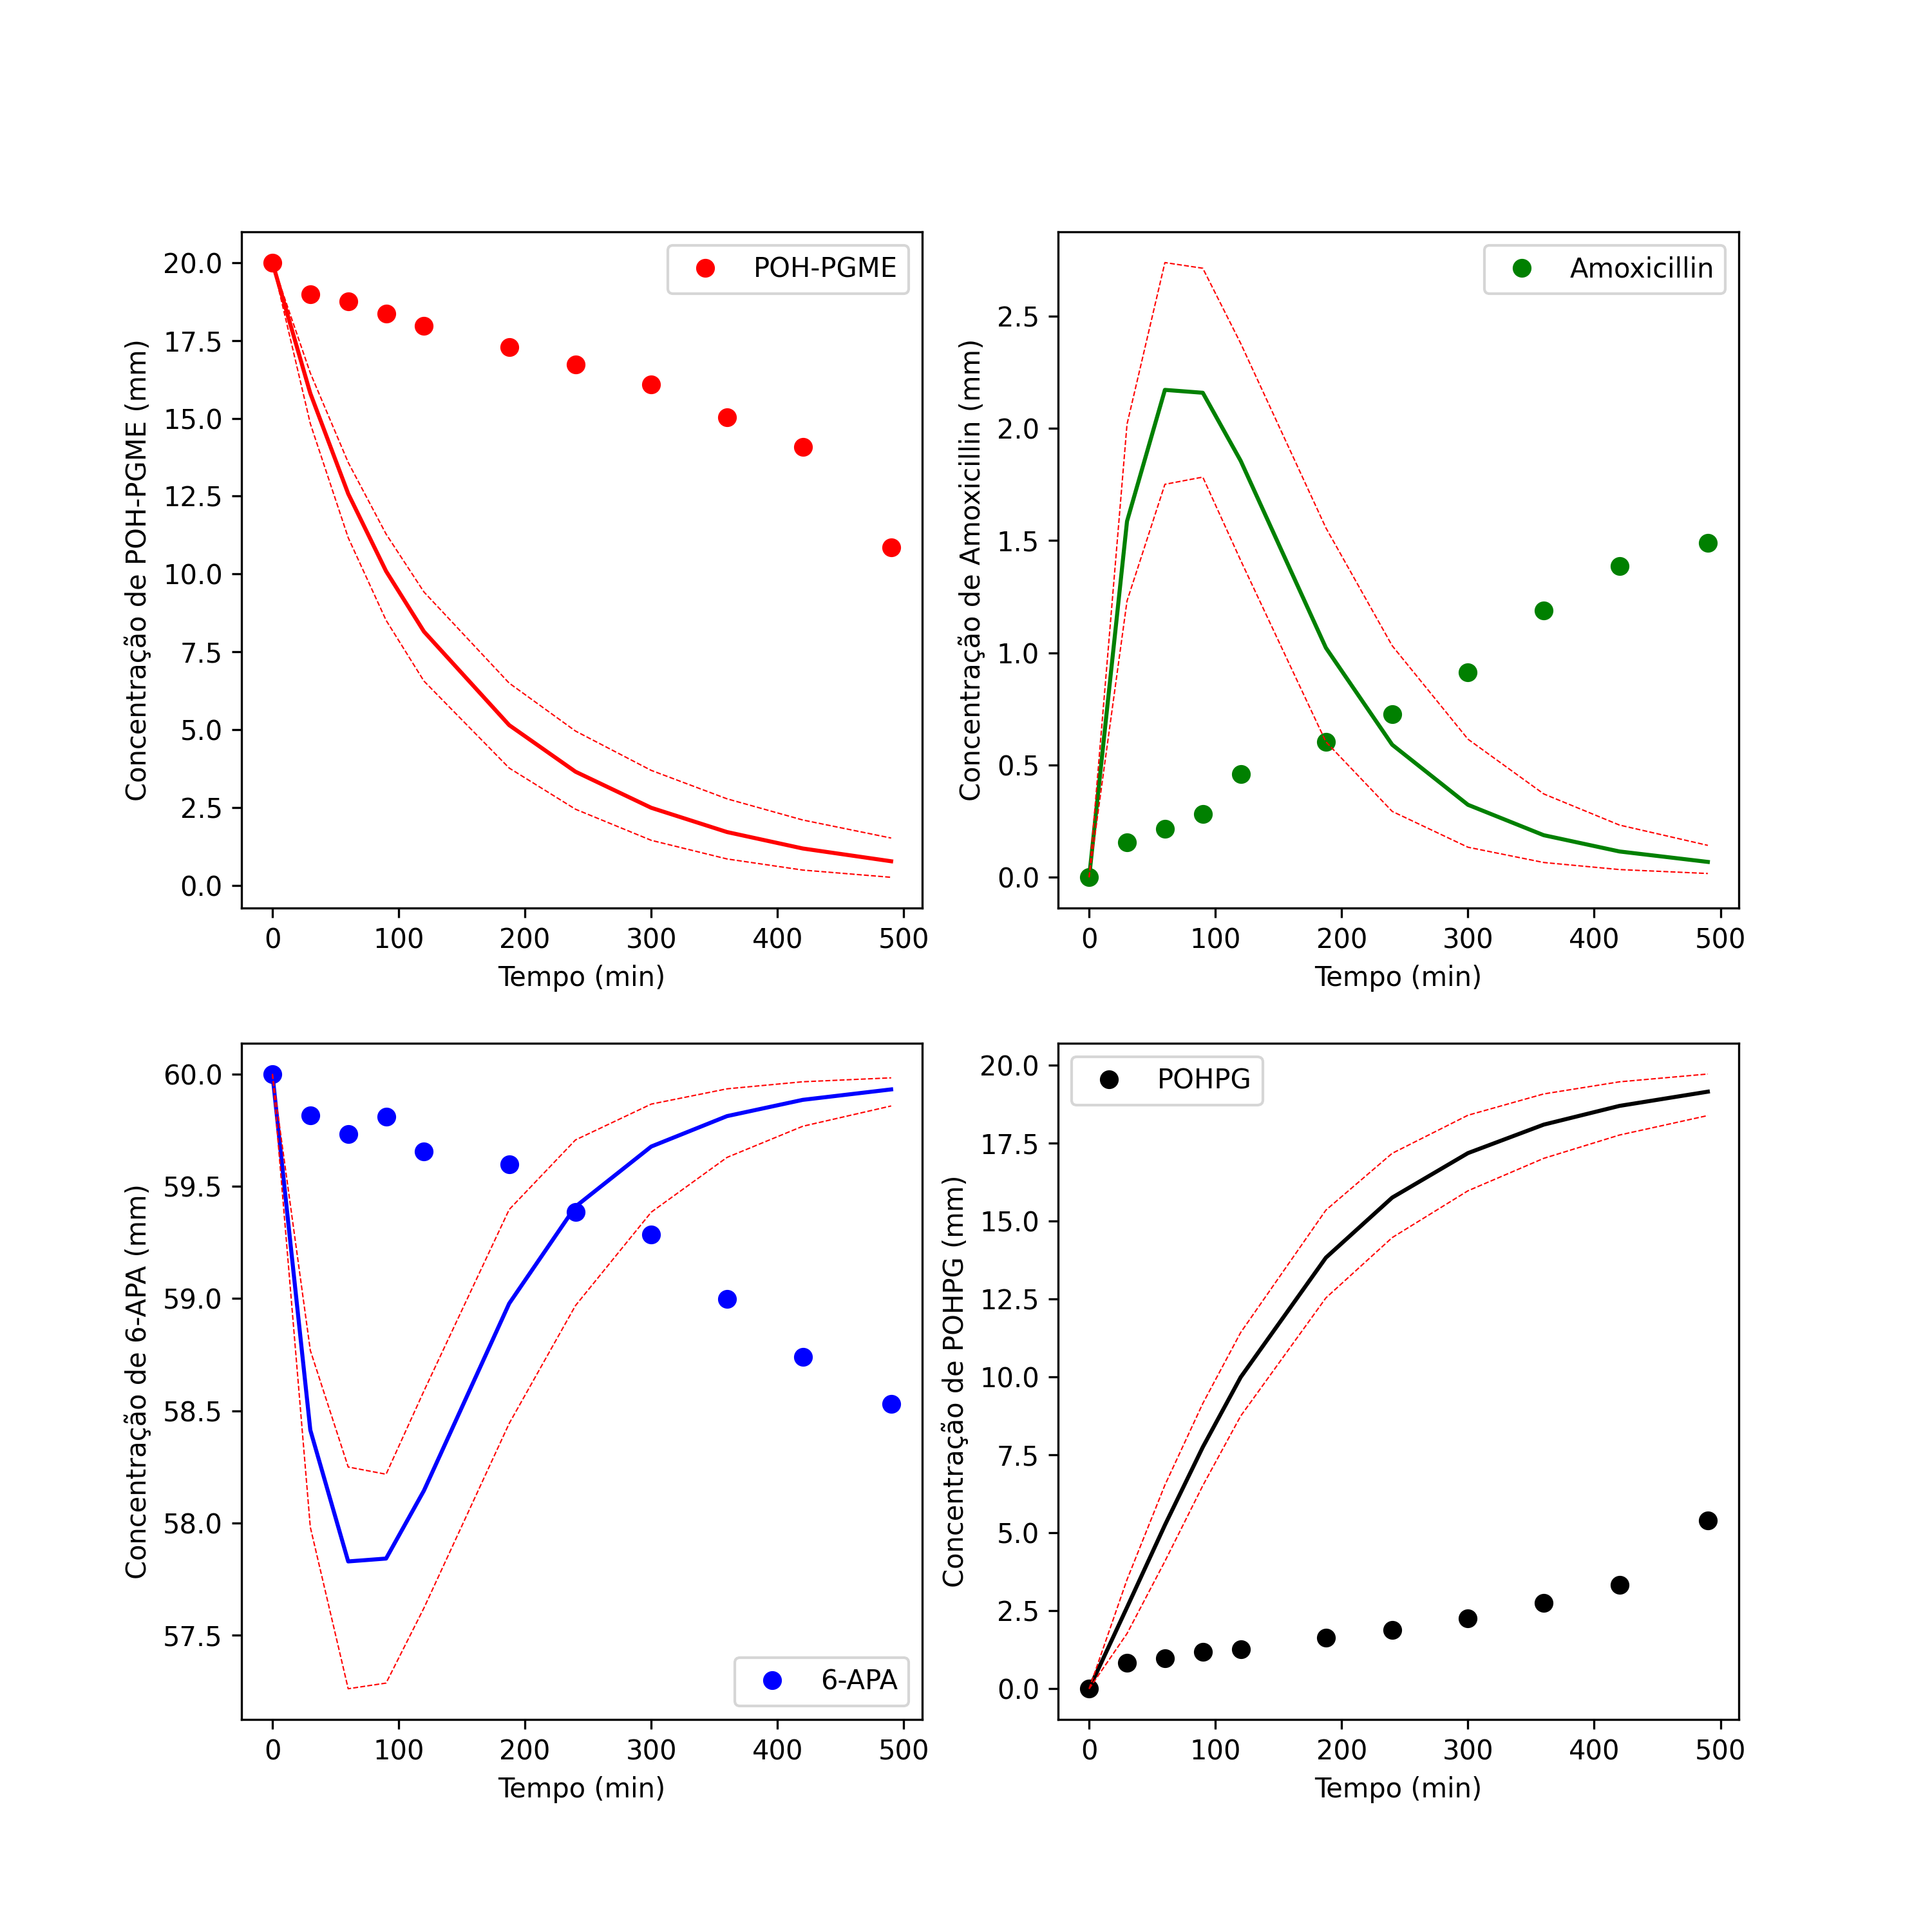 POH-PGME
Concentração de POH-PGME (mm)
20.0
17.5
15.0
12.5
10.0
7.5
5.0
2.5
0.0
0 100 200 300 400 500
Tempo (min)
Amoxicillin
Concentração de Amoxicillin (mm)
2.5
2.0
1.5
1.0
0.5
0.0
0 100 200 300 400 500
Tempo (min)
6-APA
Concentração de 6-APA (mm)
60.0
59.5
59.0
58.5
58.0
57.5
0 100 200 300 400 500
Tempo (min)
POHPG
Concentração de POHPG (mm)
20.0
17.5
15.0
12.5
10.0
7.5
5.0
2.5
0.0
0 100 200 300 400 500
Tempo (min)